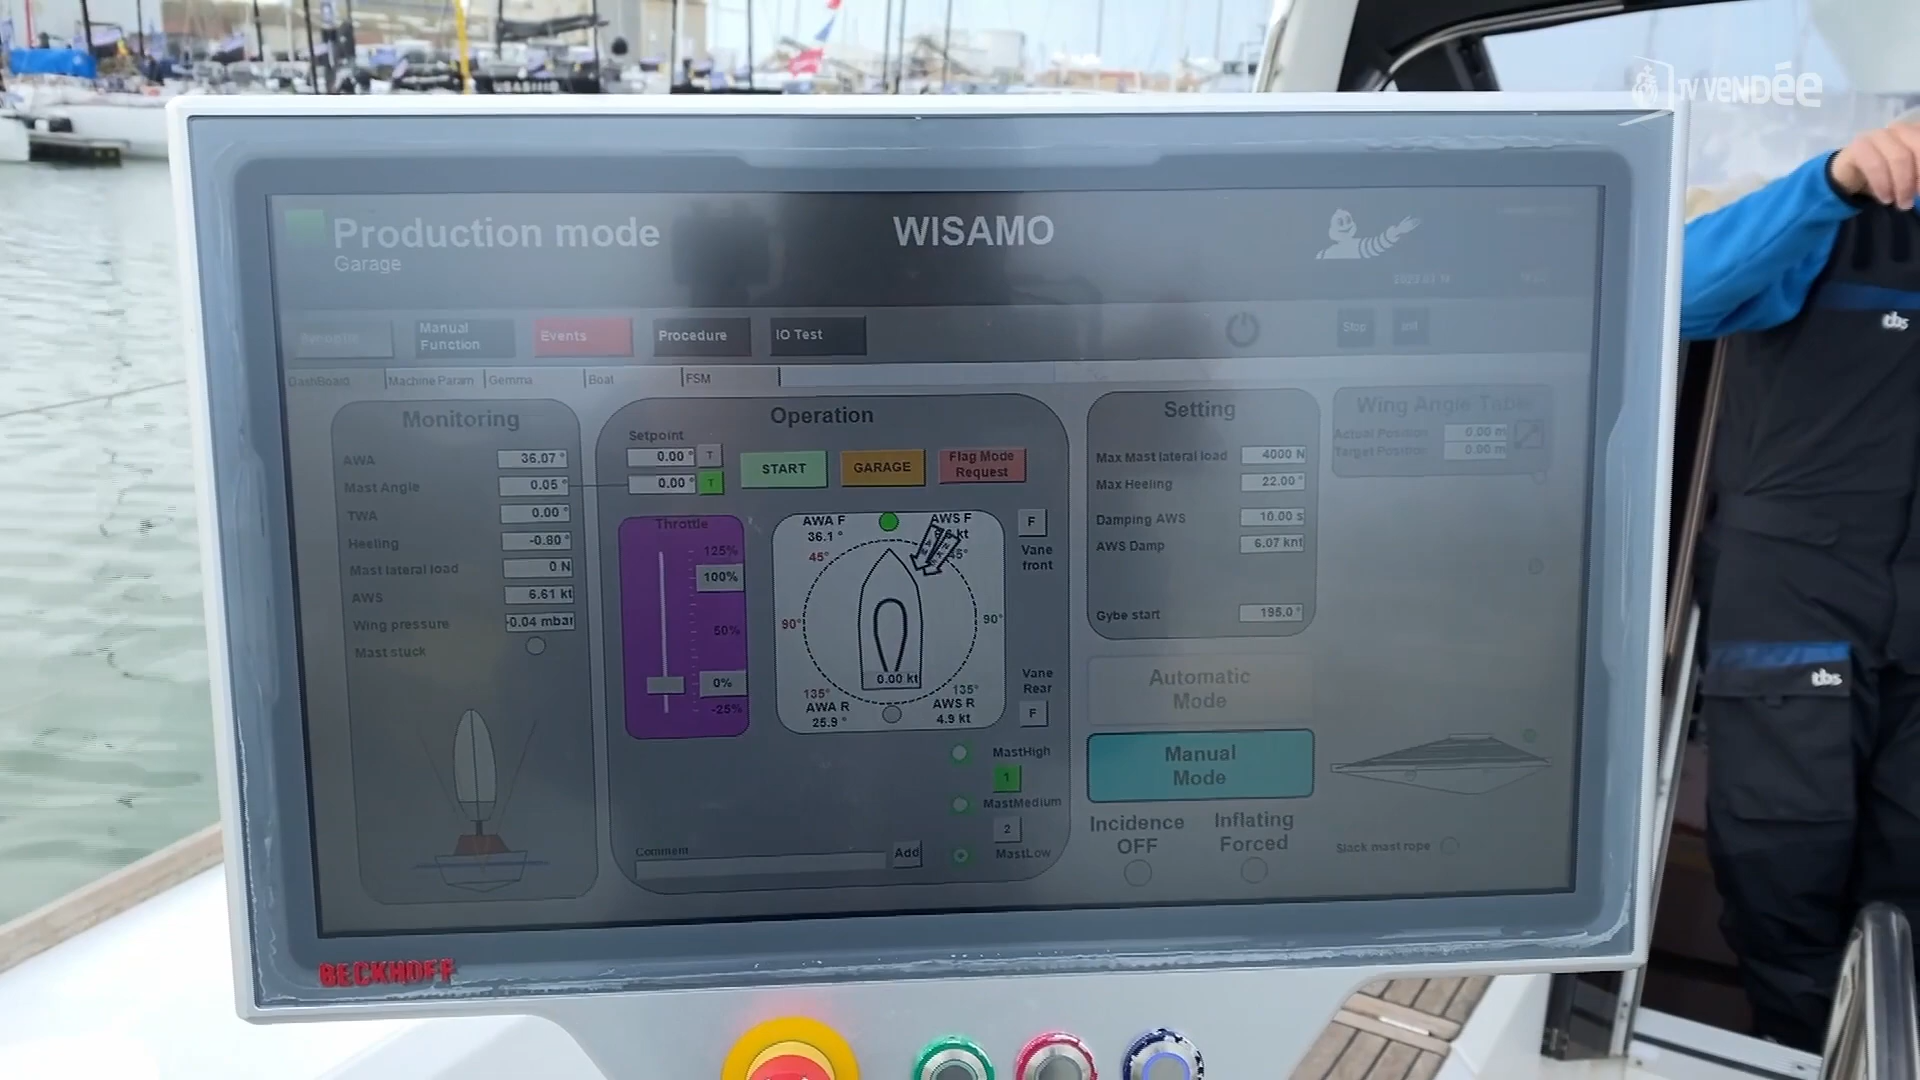 TV VENDÉE
Production mode
WISAMO
Garage
Manual
Function
Events
Procedure
IO Test
Stop
Init
DashBoard
Machine Param
Gemma
Boat
FSM
Monitoring
AWA 36.07 °
Mast Angle 0.05 °
TWA 0.00 °
Heeling -0.80 °
Mast lateral load 0 N
AWS 6.61 kt
Wing pressure -0.04 mbar
Mast stuck
Operation
Setpoint
0.00 ° T
0.00 ° T
START
GARAGE
Flag Mode
Request
Throttle
125%
100%
50%
0%
-25%
AWA F
36.1 °
AWS F
kt
45°
45°
90°
90°
0.00 kt
135°
135°
AWA R
25.9 °
AWS R
4.9 kt
F
Vane
front
Vane
Rear
F
MastHigh
1
MastMedium
2
MastLow
Comment
Add
Setting
Max Mast lateral load 4000 N
Max Heeling 22.00 °
Damping AWS 10.00 s
AWS Damp 6.07 knt
Gybe start 195.0 °
Automatic
Mode
Manual
Mode
Incidence
OFF
Inflating
Forced
Wing Angle Table
Actual Position 0.00 m
Target Position 0.00 m
Slack mast rope
BECKHOFF
tbs
tbs